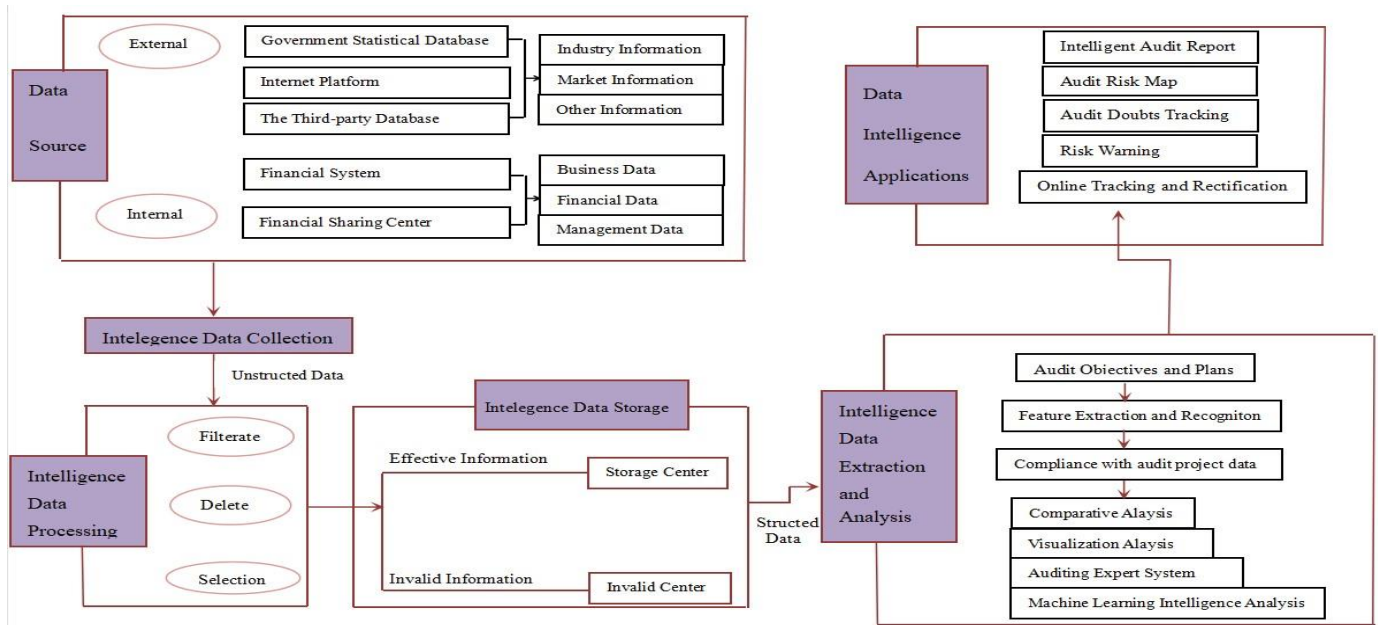 Data
Source
External
Internal
Government Statistical Database
Internet Platform
The Third-party Database
Industry Information
Market Information
Other Information
Financial System
Financial Sharing Center
Business Data
Financial Data
Management Data
Intelegence Data Collection
Unstructed Data
Intelligence
Data
Processing
Filterate
Delete
Selection
Intelegence Data Storage
Effective Information
Storage Center
Invalid Information
Invalid Center
Structed
Data
Intelligence
Data
Extraction
and
Analysis
Audit Objectives and Plans
Feature Extraction and Recogniton
Compliance with audit project data
Comparative Alaysis
Visualization Alaysis
Auditing Expert System
Machine Learning Intelligence Analysis
Data
Intelligence
Applications
Intelligent Audit Report
Audit Risk Map
Audit Doubts Tracking
Risk Warning
Online Tracking and Rectification